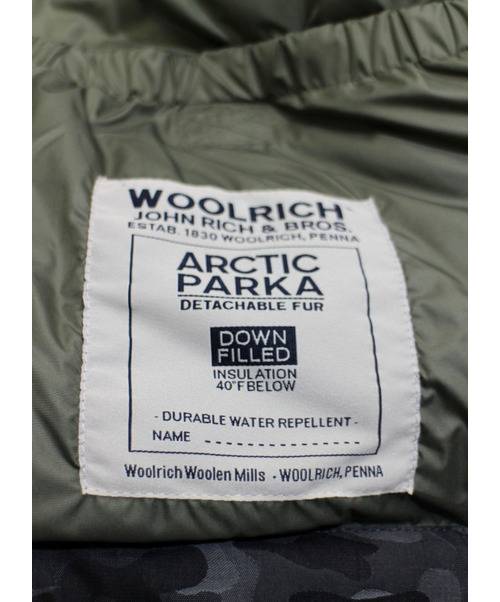 WOOLRICH
JOHN RICH & BROS.
ESTAB. 1830 WOOLRICH, PENNA
ARCTIC
PARKA
DETACHABLE FUR
DOWN
FILLED
INSULATION
40°F BELOW
- DURABLE WATER REPELLENT -
NAME _ _ _ _ _ _ _ _ _ _ _ _ _
Woolrich Woolen Mills · WOOLRICH, PENNA